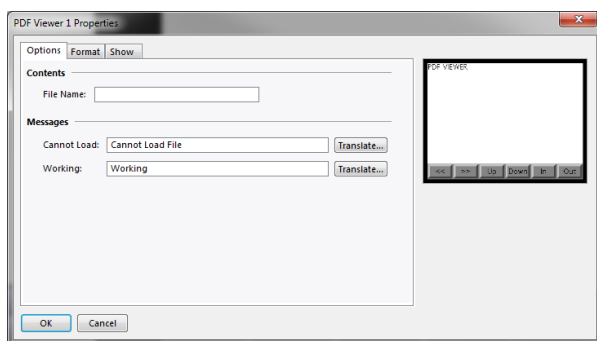 PDF Viewer 1 Properties
Options Format Show
Contents
File Name:
Messages
Cannot Load: Cannot Load File Translate...
Working: Working Translate...
OK Cancel
PDF VIEWER
<< >> Up Down In Out